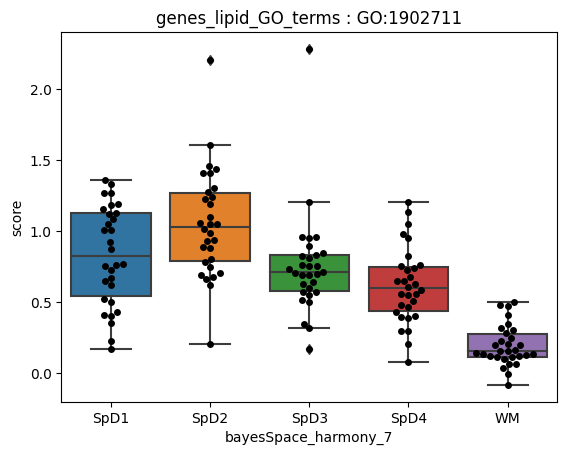 genes_lipid_GO_terms : GO:1902711
2.0
1.5
1.0
0.5
0.0
score
SpD1 SpD2 SpD3 SpD4 WM
bayesSpace_harmony_7